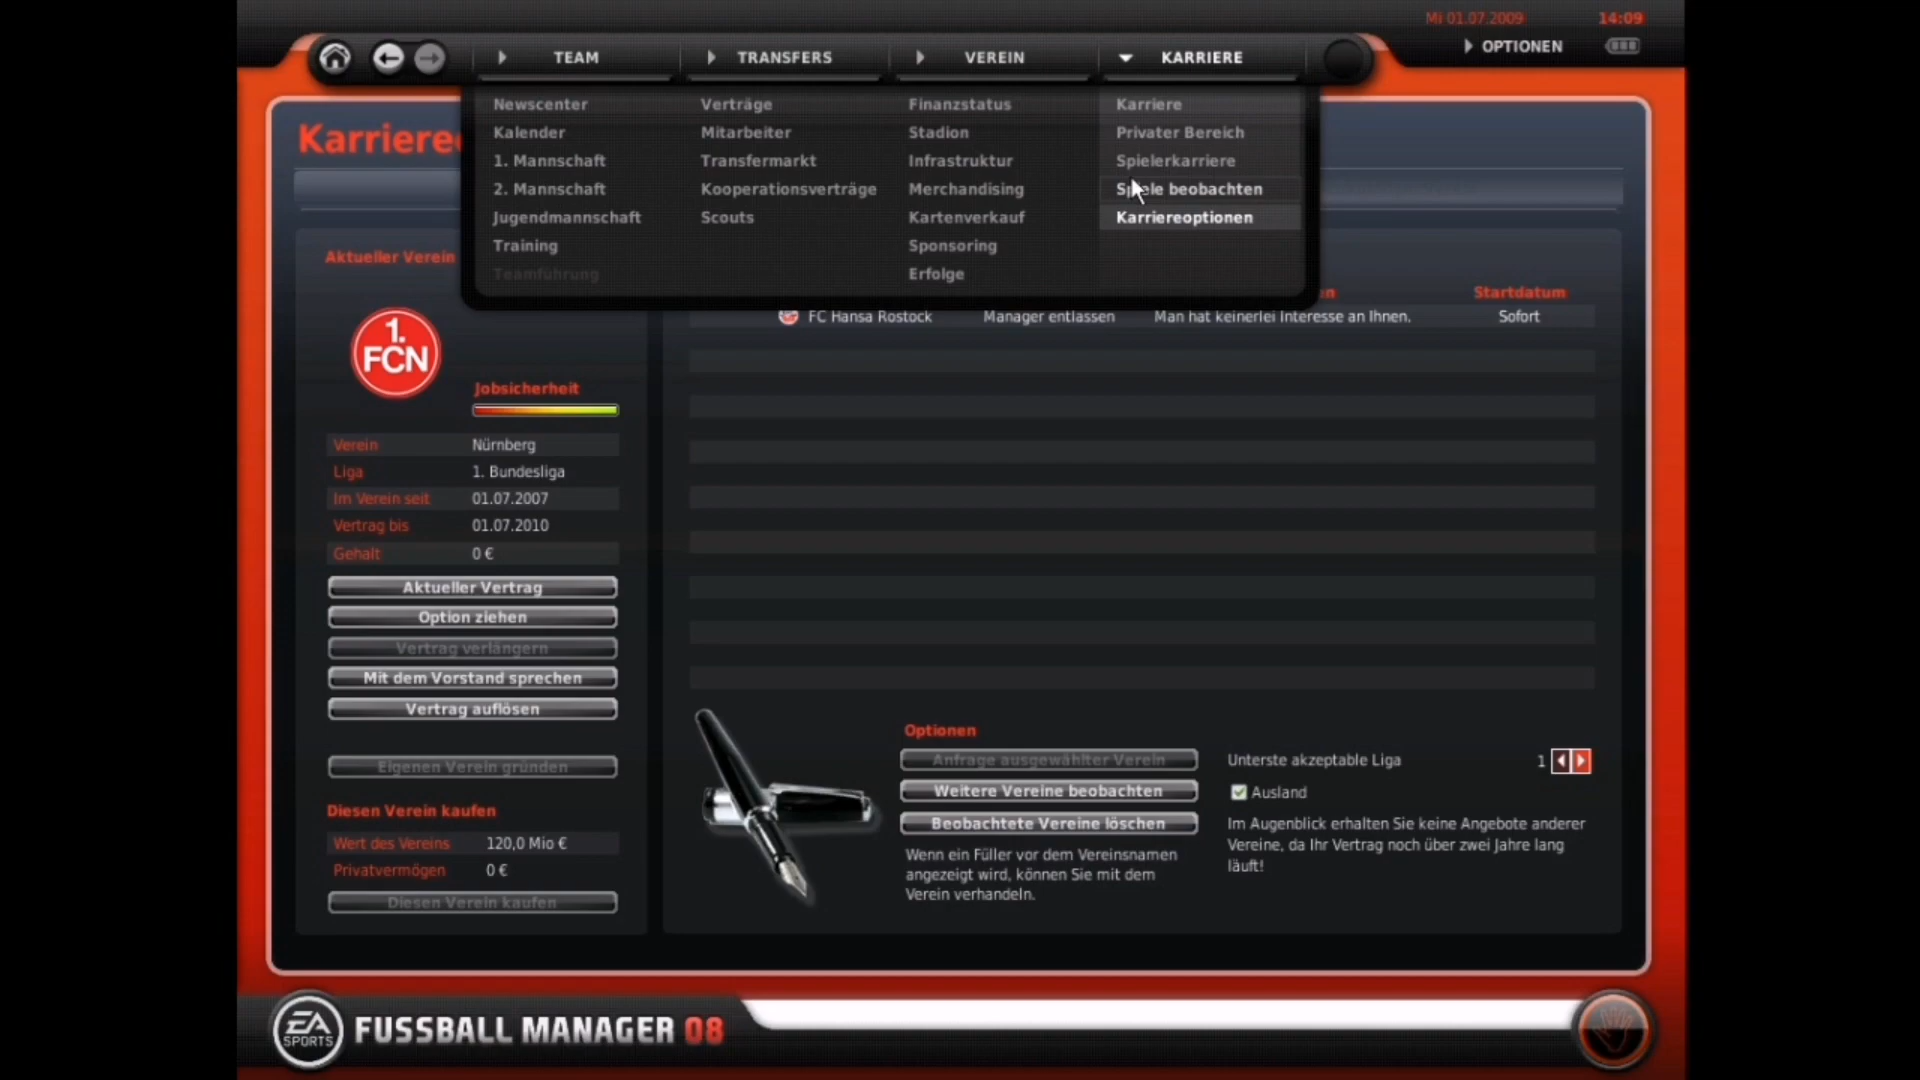 Mi 01.07.2009 14:09
OPTIONEN
TEAM TRANSFERS VEREIN KARRIERE
Newscenter Verträge Finanzstatus Karriere
Kalender Mitarbeiter Stadion Privater Bereich
1. Mannschaft Transfermarkt Infrastruktur Spielerkarriere
2. Mannschaft Kooperationsverträge Merchandising Spiele beobachten
Jugendmannschaft Scouts Kartenverkauf Karriereoptionen
Training Sponsoring
Teamführung Erfolge
Aktueller Verein
Startdatum
FC Hansa Rostock Manager entlassen Man hat keinerlei Interesse an Ihnen. Sofort
1.
FCN
Jobsicherheit
Verein Nürnberg
Liga 1. Bundesliga
Im Verein seit 01.07.2007
Vertrag bis 01.07.2010
Gehalt 0 €
Aktueller Vertrag
Option ziehen
Vertrag verlängern
Mit dem Vorstand sprechen
Vertrag auflösen
Eigenen Verein gründen
Diesen Verein kaufen
Wert des Vereins 120,0 Mio €
Privatvermögen 0 €
Diesen Verein kaufen
Optionen
Anfrage ausgewählter Verein
Weitere Vereine beobachten
Beobachtete Vereine löschen
Wenn ein Füller vor dem Vereinsnamen
angezeigt wird, können Sie mit dem
Verein verhandeln.
Unterste akzeptable Liga 1
Ausland
Im Augenblick erhalten Sie keine Angebote anderer
Vereine, da Ihr Vertrag noch über zwei Jahre lang
läuft!
EA
SPORTS
FUSSBALL MANAGER 08